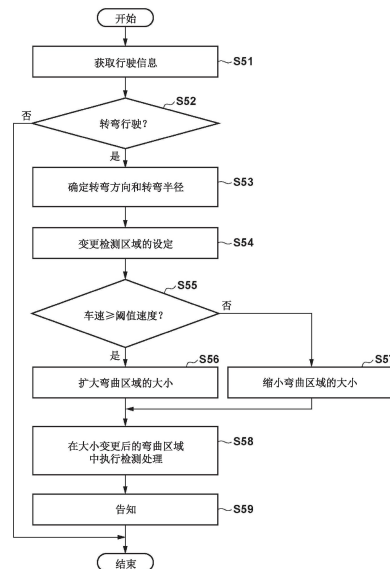 开始
获取行驶信息
S51
S52
否
转弯行驶？
是
确定转弯方向和转弯半径
S53
变更检测区域的设定
S54
S55
否
车速≥阈值速度？
是
S56
S57
扩大弯曲区域的大小
缩小弯曲区域的大小
在大小变更后的弯曲区域
中执行检测处理
S58
告知
S59
结束